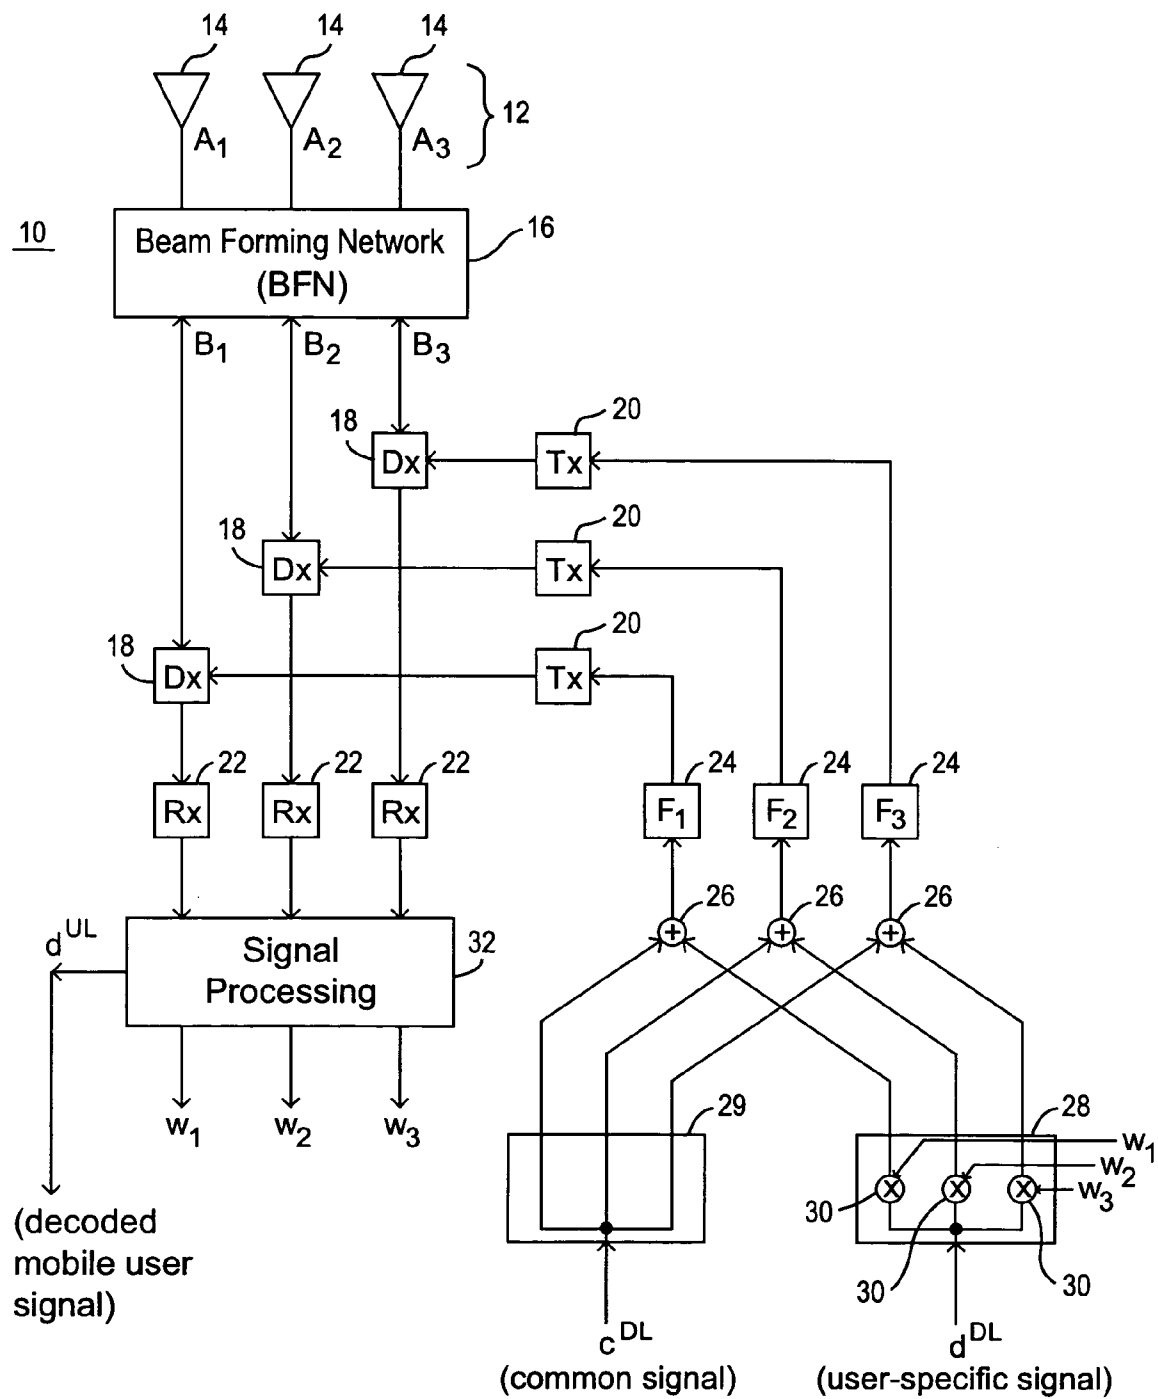 14 14 14
12
A1 A2 A3
10
Beam Forming Network
(BFN)
16
B1 B2 B3
18
Dx
20
Tx
18
Dx
20
Tx
18
Dx
20
Tx
22 22 22
Rx Rx Rx
24 24 24
F1 F2 F3
26 26 26
+ + +
dUL
Signal
Processing
32
w1 w2 w3
(decoded
mobile user
signal)
29
28
w1
w2
w3
X X X
30
30
30
cDL
(common signal)
dDL
(user-specific signal)